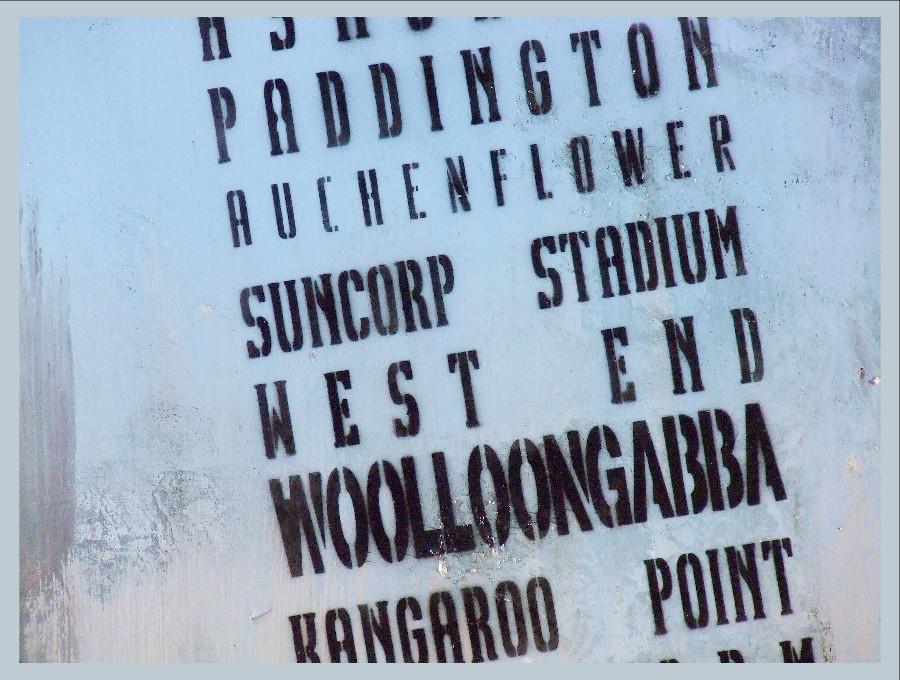 PADDINGTON
AUCHENFLOWER
SUNCORP STADIUM
WEST END
WOOLLOONGABBA
KANGAROO POINT